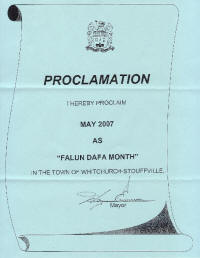 PROCLAMATION
I HEREBY PROCLAIM
MAY 2007
AS
"FALUN DAFA MONTH"
IN THE TOWN OF WHITCHURCH-STOUFFVILLE.
Mayor